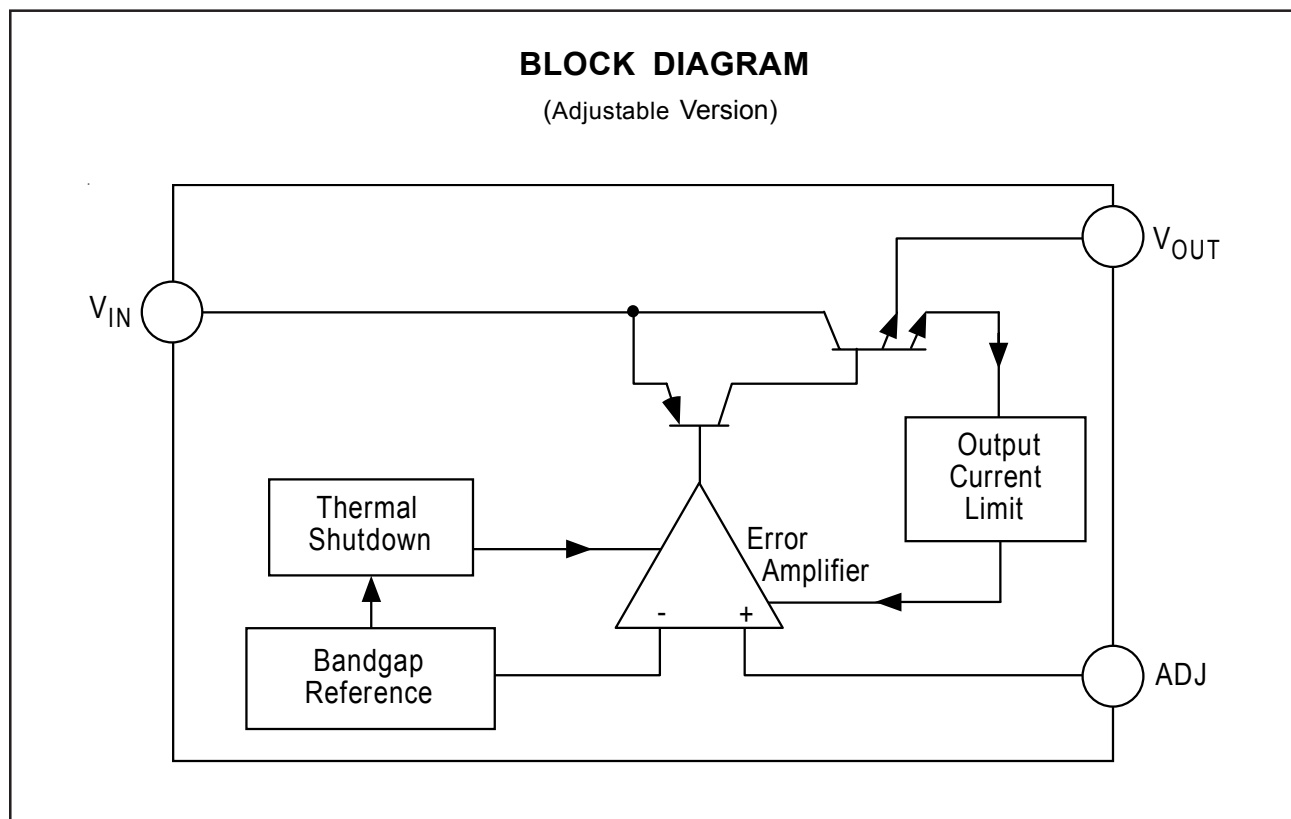 BLOCK DIAGRAM
(Adjustable Version)
VOUT
VIN
Output
Current
Limit
Thermal
Shutdown
Error
Amplifier
- +
Bandgap
Reference
ADJ